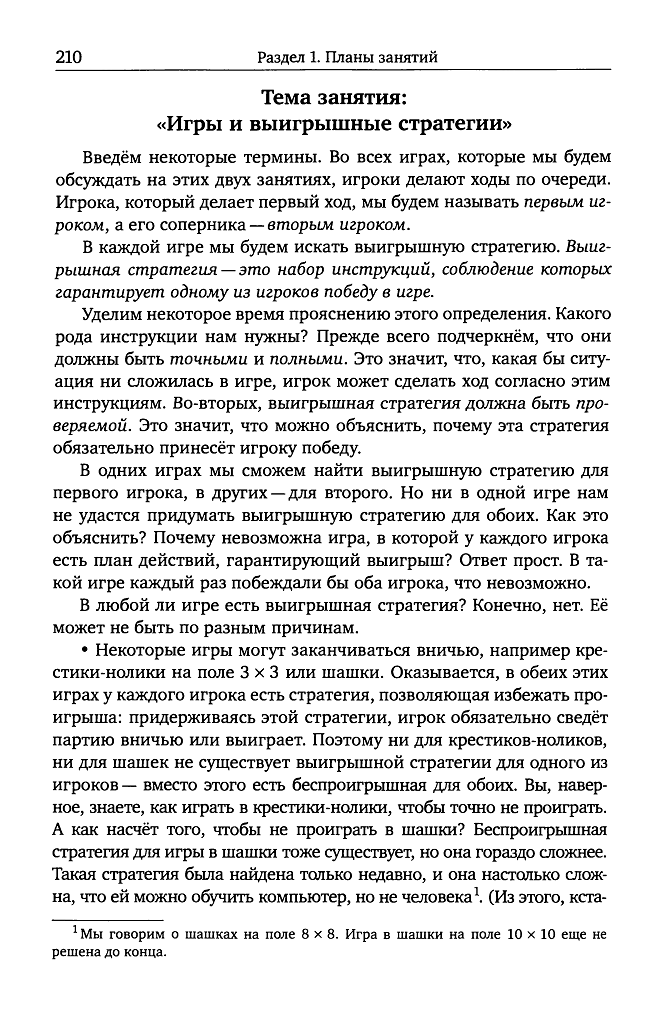 210
Раздел 1. Планы занятий
Тема занятия:
«Игры и выигрышные стратегии»
Введём некоторые термины. Во всех играх, которые мы будем
обсуждать на этих двух занятиях, игроки делают ходы по очереди.
Игрока, который делает первый ход, мы будем называть первым иг-
роком, а его соперника — вторым игроком.
В каждой игре мы будем искать выигрышную стратегию. Выиг-
рышная стратегия — это набор инструкций, соблюдение которых
гарантирует одному из игроков победу в игре.
Уделим некоторое время прояснению этого определения. Какого
рода инструкции нам нужны? Прежде всего подчеркнём, что они
должны быть точными и полными. Это значит, что, какая бы ситу-
ация ни сложилась в игре, игрок может сделать ход согласно этим
инструкциям. Во-вторых, выигрышная стратегия должна быть про-
веряемой. Это значит, что можно объяснить, почему эта стратегия
обязательно принесёт игроку победу.
В одних играх мы сможем найти выигрышную стратегию для
первого игрока, в других — для второго. Но ни в одной игре нам
не удастся придумать выигрышную стратегию для обоих. Как это
объяснить? Почему невозможна игра, в которой у каждого игрока
есть план действий, гарантирующий выигрыш? Ответ прост. В та-
кой игре каждый раз побеждали бы оба игрока, что невозможно.
В любой ли игре есть выигрышная стратегия? Конечно, нет. Её
может не быть по разным причинам.
• Некоторые игры могут заканчиваться вничью, например кре-
стики-нолики на поле 3 × 3 или шашки. Оказывается, в обеих этих
играх у каждого игрока есть стратегия, позволяющая избежать про-
игрыша: придерживаясь этой стратегии, игрок обязательно сведёт
партию вничью или выиграет. Поэтому ни для крестиков-ноликов,
ни для шашек не существует выигрышной стратегии для одного из
игроков — вместо этого есть беспроигрышная для обоих. Вы, навер-
ное, знаете, как играть в крестики-нолики, чтобы точно не проиграть.
А как насчёт того, чтобы не проиграть в шашки? Беспроигрышная
стратегия для игры в шашки тоже существует, но она гораздо сложнее.
Такая стратегия была найдена только недавно, и она настолько слож-
на, что ей можно обучить компьютер, но не человека¹. (Из этого, кста-
¹ Мы говорим о шашках на поле 8 × 8. Игра в шашки на поле 10 × 10 еще не
решена до конца.